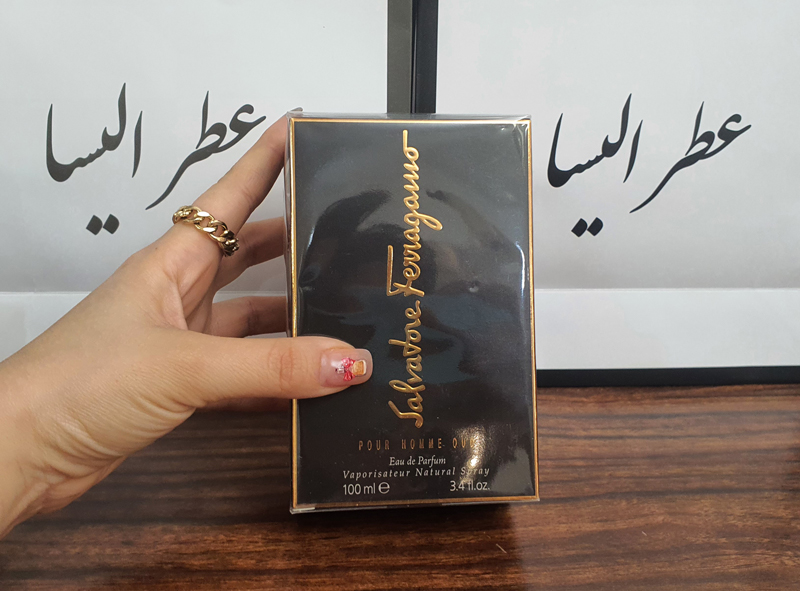 عطر الیسا
عطر الیسا
Salvatore Ferragamo
POUR HOMME OUD
Eau de Parfum
Vaporisateur Natural Spray
100 ml ℮ 3.4 fl.oz.